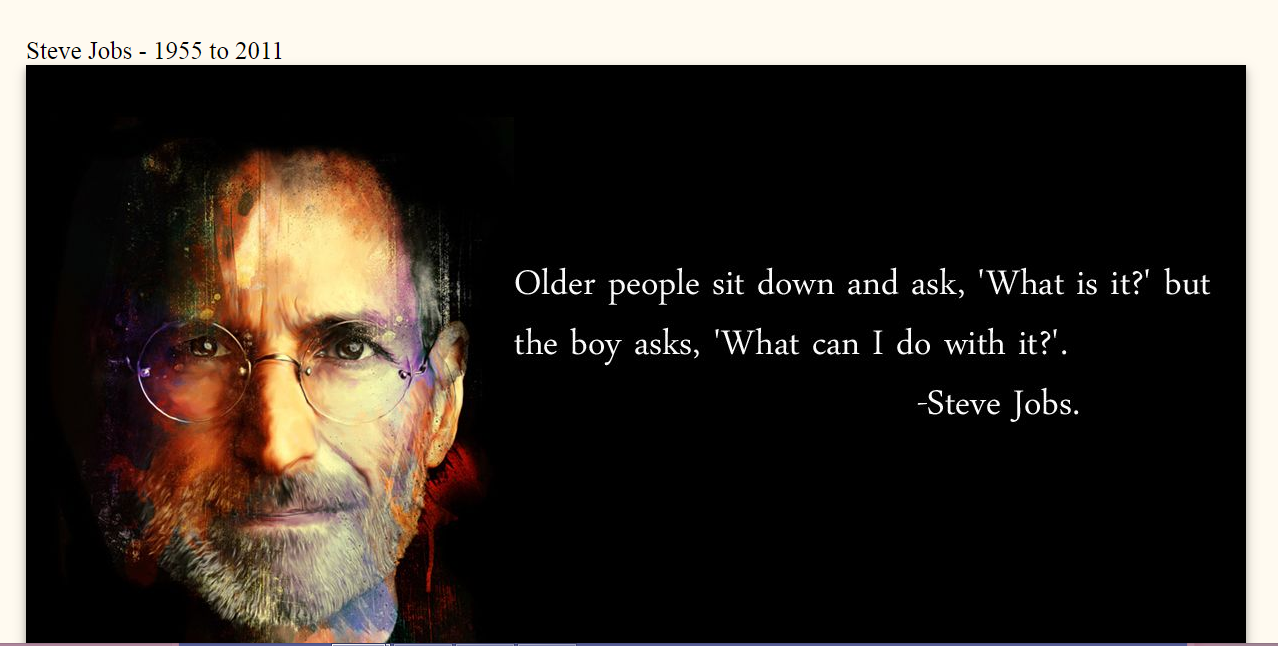 Steve Jobs - 1955 to 2011
Older people sit down and ask, 'What is it?' but
the boy asks, 'What can I do with it?'.
-Steve Jobs.